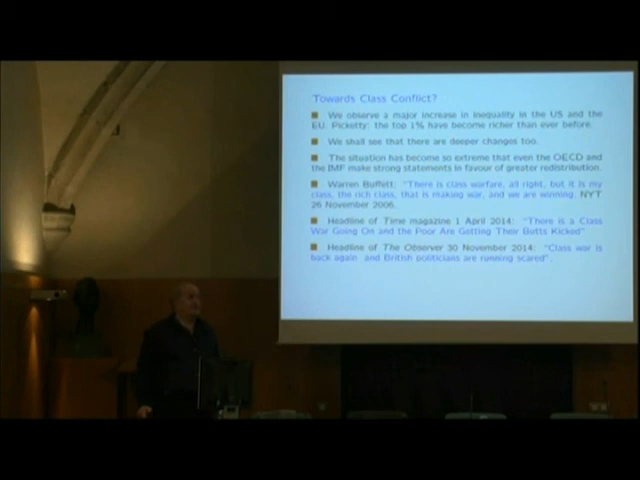 Towards Class Conflict?
We observe a major increase in inequality in the US and the
EU. Picketty: the top 1% have become richer than ever before.
We shall see that there are deeper changes too.
The situation has become so extreme that even the OECD and
the IMF make strong statements in favour of greater redistribution.
Warren Buffett: "There is class warfare, all right, but it is my
class, the rich class, that is making war, and we are winning. NYT
26 November 2006.
Headline of Time magazine 1 April 2014: "There is a Class
War Going On and the Poor Are Getting Their Butts Kicked"
Headline of The Observer 30 November 2014: "Class war is
back again and British politicians are running scared".